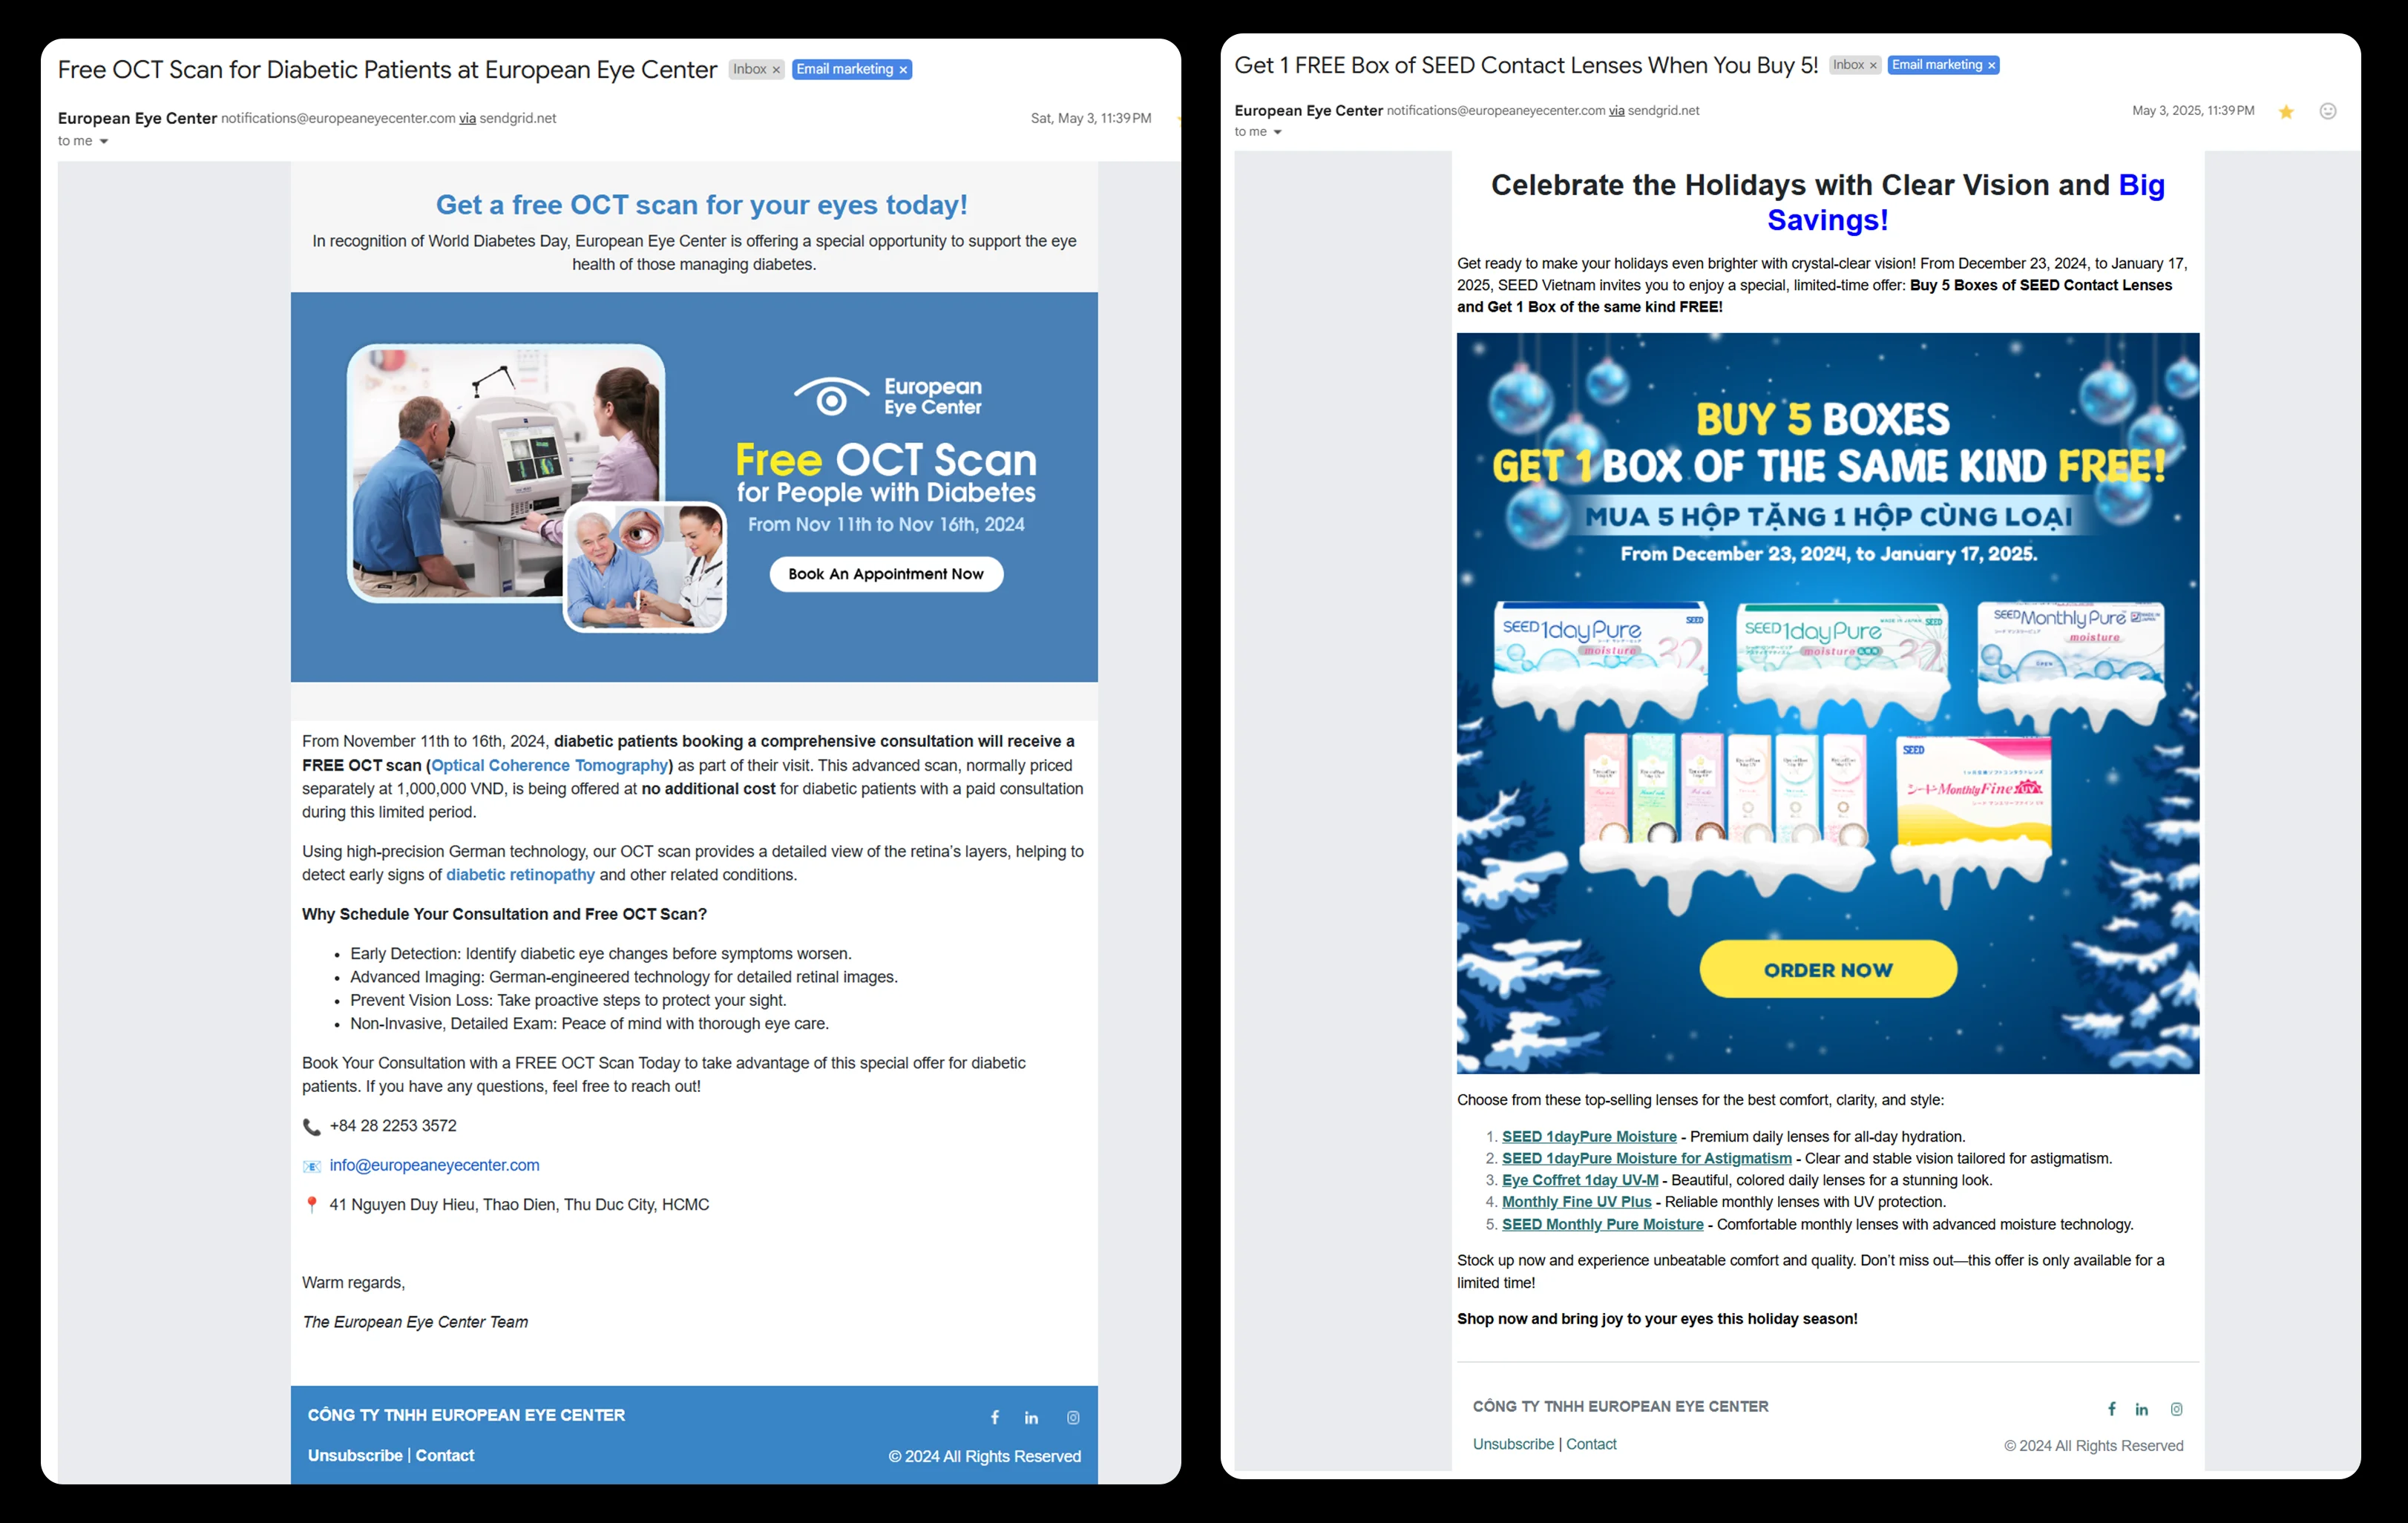 Free OCT Scan for Diabetic Patients at European Eye Center Inbox × Email marketing ×
European Eye Center notifications@europeaneyecenter.com via sendgrid.net Sat, May 3, 11:39 PM
to me
Get a free OCT scan for your eyes today!
In recognition of World Diabetes Day, European Eye Center is offering a special opportunity to support the eye
health of those managing diabetes.
European
Eye Center
Free OCT Scan
for People with Diabetes
From Nov 11th to Nov 16th, 2024
Book An Appointment Now
From November 11th to 16th, 2024, diabetic patients booking a comprehensive consultation will receive a
FREE OCT scan (Optical Coherence Tomography) as part of their visit. This advanced scan, normally priced
separately at 1,000,000 VND, is being offered at no additional cost for diabetic patients with a paid consultation
during this limited period.
Using high-precision German technology, our OCT scan provides a detailed view of the retina's layers, helping to
detect early signs of diabetic retinopathy and other related conditions.
Why Schedule Your Consultation and Free OCT Scan?
• Early Detection: Identify diabetic eye changes before symptoms worsen.
• Advanced Imaging: German-engineered technology for detailed retinal images.
• Prevent Vision Loss: Take proactive steps to protect your sight.
• Non-Invasive, Detailed Exam: Peace of mind with thorough eye care.
Book Your Consultation with a FREE OCT Scan Today to take advantage of this special offer for diabetic
patients. If you have any questions, feel free to reach out!
+84 28 2253 3572
info@europeaneyecenter.com
41 Nguyen Duy Hieu, Thao Dien, Thu Duc City, HCMC
Warm regards,
The European Eye Center Team
CÔNG TY TNHH EUROPEAN EYE CENTER
Unsubscribe | Contact © 2024 All Rights Reserved
Get 1 FREE Box of SEED Contact Lenses When You Buy 5! Inbox × Email marketing ×
European Eye Center notifications@europeaneyecenter.com via sendgrid.net May 3, 2025, 11:39 PM
to me
Celebrate the Holidays with Clear Vision and Big
Savings!
Get ready to make your holidays even brighter with crystal-clear vision! From December 23, 2024, to January 17,
2025, SEED Vietnam invites you to enjoy a special, limited-time offer: Buy 5 Boxes of SEED Contact Lenses
and Get 1 Box of the same kind FREE!
BUY 5 BOXES
GET 1 BOX OF THE SAME KIND FREE!
MUA 5 HỘP TẶNG 1 HỘP CÙNG LOẠI
From December 23, 2024, to January 17, 2025.
SEED 1dayPure moisture 32 SEED
SEED 1dayPure moisture 32 SEED
SEED Monthly Pure moisture
SEED
シード MonthlyFine UV
ORDER NOW
Choose from these top-selling lenses for the best comfort, clarity, and style:
1. SEED 1dayPure Moisture - Premium daily lenses for all-day hydration.
2. SEED 1dayPure Moisture for Astigmatism - Clear and stable vision tailored for astigmatism.
3. Eye Coffret 1day UV-M - Beautiful, colored daily lenses for a stunning look.
4. Monthly Fine UV Plus - Reliable monthly lenses with UV protection.
5. SEED Monthly Pure Moisture - Comfortable monthly lenses with advanced moisture technology.
Stock up now and experience unbeatable comfort and quality. Don't miss out—this offer is only available for a
limited time!
Shop now and bring joy to your eyes this holiday season!
CÔNG TY TNHH EUROPEAN EYE CENTER
Unsubscribe | Contact © 2024 All Rights Reserved